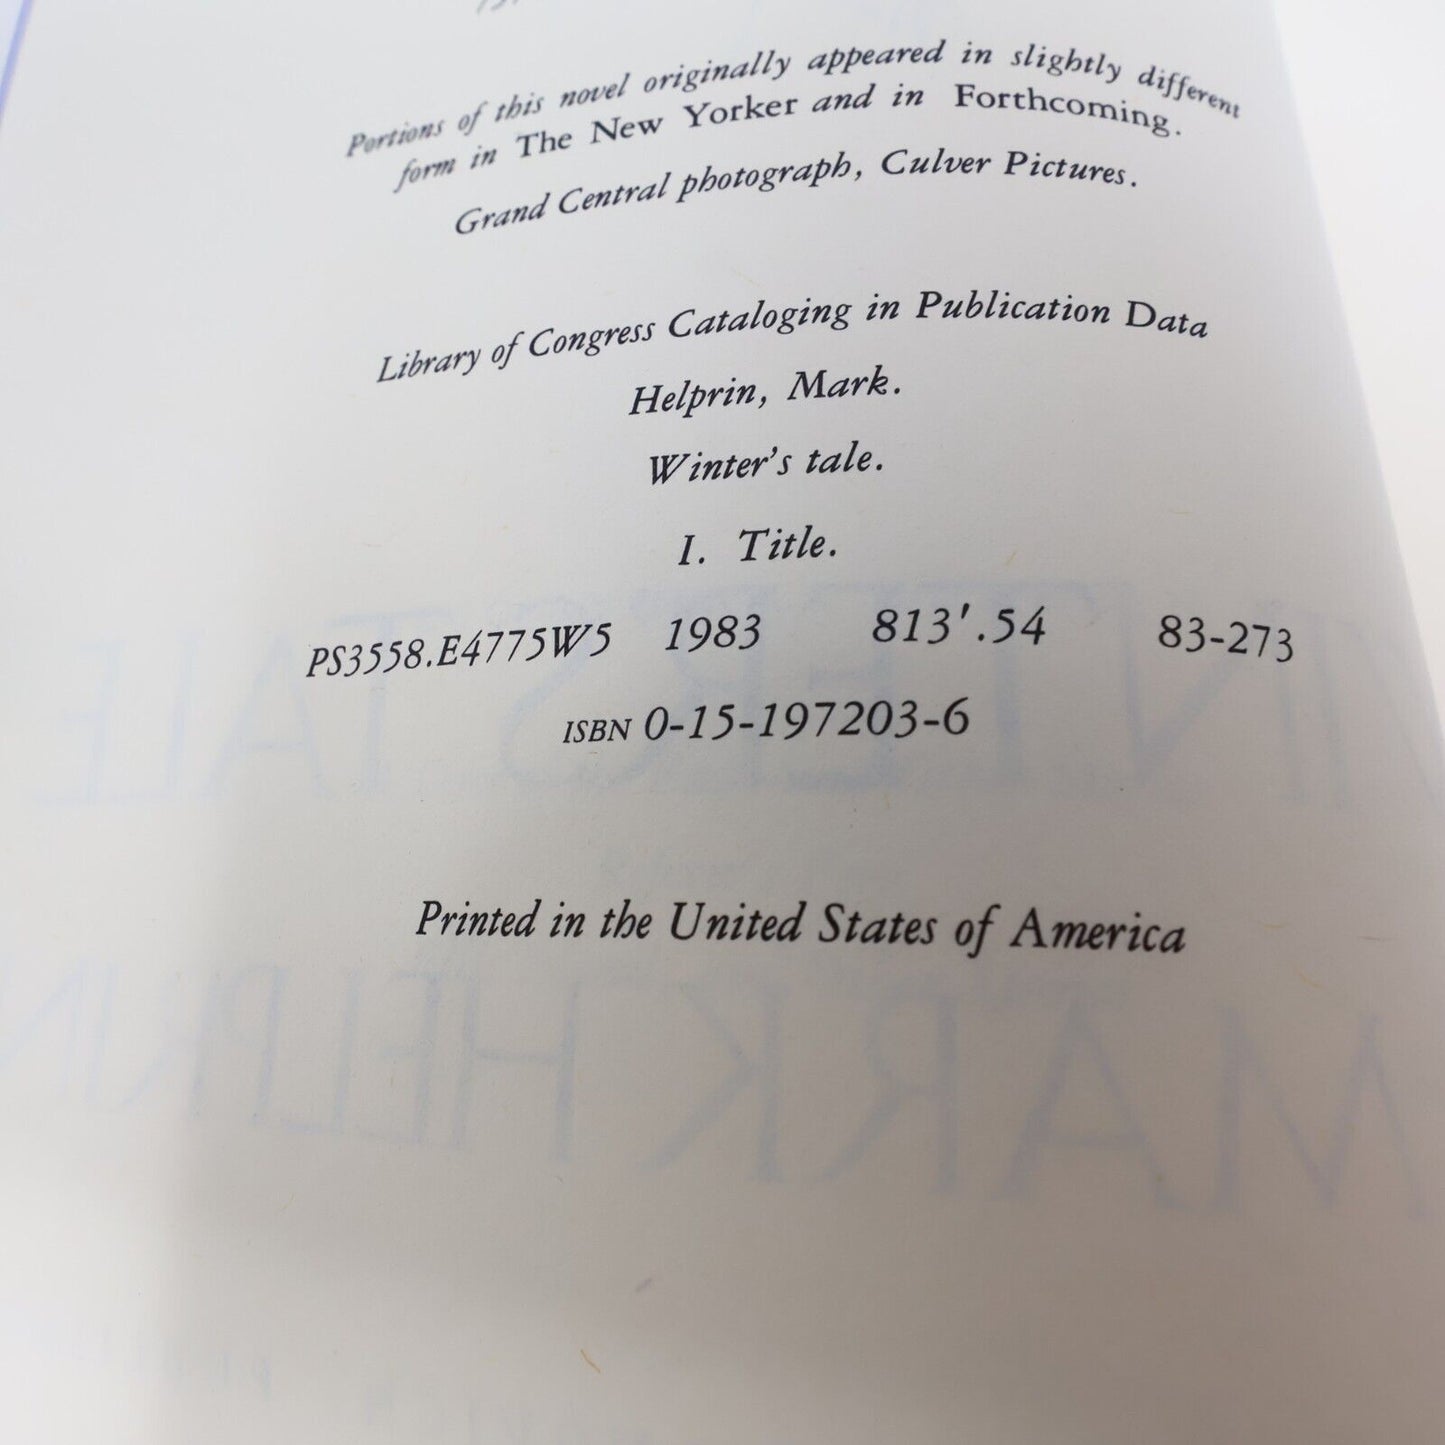 Portions of this novel originally appeared in slightly different
form in The New Yorker and in Forthcoming.
Grand Central photograph, Culver Pictures.
Library of Congress Cataloging in Publication Data
Helprin, Mark.
Winter's tale.
I. Title.
PS3558.E4775W5 1983 813'.54 83-273
ISBN 0-15-197203-6
Printed in the United States of America